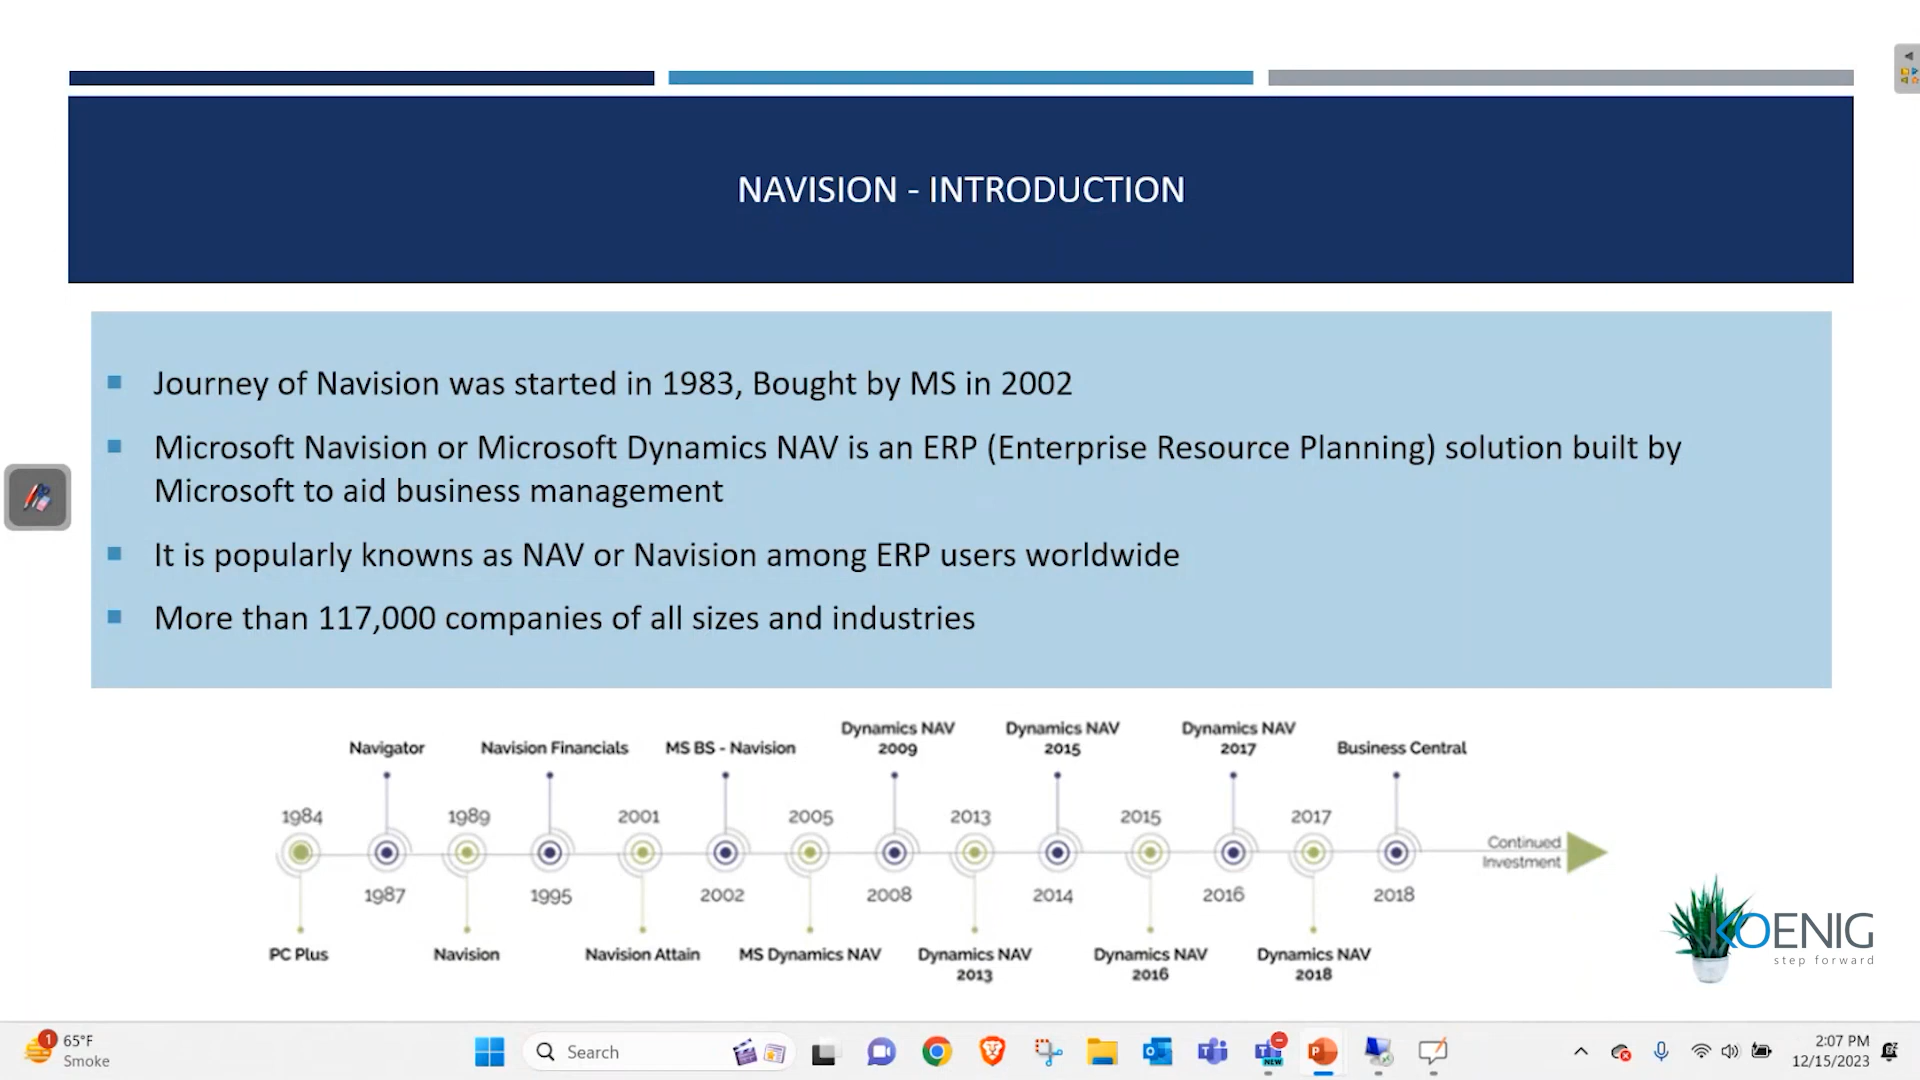 NAVISION - INTRODUCTION
Journey of Navision was started in 1983, Bought by MS in 2002
Microsoft Navision or Microsoft Dynamics NAV is an ERP (Enterprise Resource Planning) solution built by
Microsoft to aid business management
It is popularly knowns as NAV or Navision among ERP users worldwide
More than 117,000 companies of all sizes and industries
Navigator
Navision Financials
MS BS - Navision
Dynamics NAV
2009
Dynamics NAV
2015
Dynamics NAV
2017
Business Central
1984
1989
2001
2005
2013
2015
2017
Continued
Investment
1987
1995
2002
2008
2014
2016
2018
PC Plus
Navision
Navision Attain
MS Dynamics NAV
Dynamics NAV
2013
Dynamics NAV
2016
Dynamics NAV
2018
KOENIG
step forward
1
65°F
Smoke
Search
NEW
2:07 PM
12/15/2023